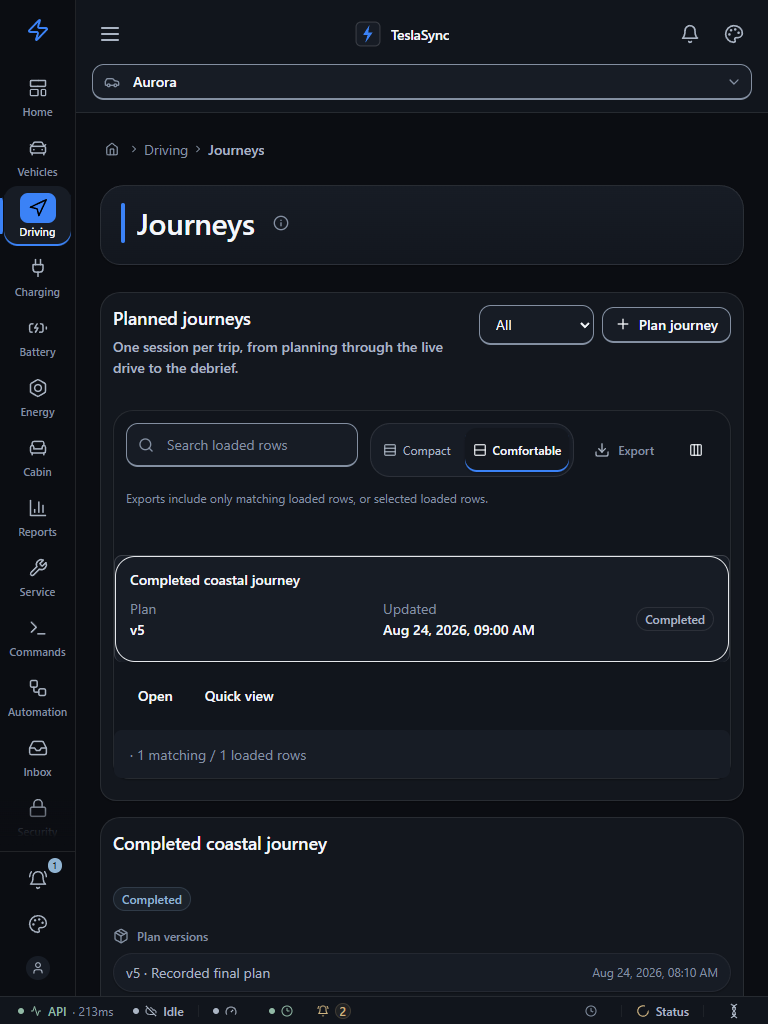 TeslaSync
Aurora
Home
Vehicles
Driving
Charging
Battery
Energy
Cabin
Reports
Service
Commands
Automation
Inbox
Security
1
Driving
Journeys
Journeys
Planned journeys
One session per trip, from planning through the live
drive to the debrief.
All
Plan journey
Search loaded rows
Compact
Comfortable
Export
Exports include only matching loaded rows, or selected loaded rows.
Completed coastal journey
Plan
v5
Updated
Aug 24, 2026, 09:00 AM
Completed
Open
Quick view
· 1 matching / 1 loaded rows
Completed coastal journey
Completed
Plan versions
v5 · Recorded final plan
Aug 24, 2026, 08:10 AM
API · 213ms
Idle
2
Status